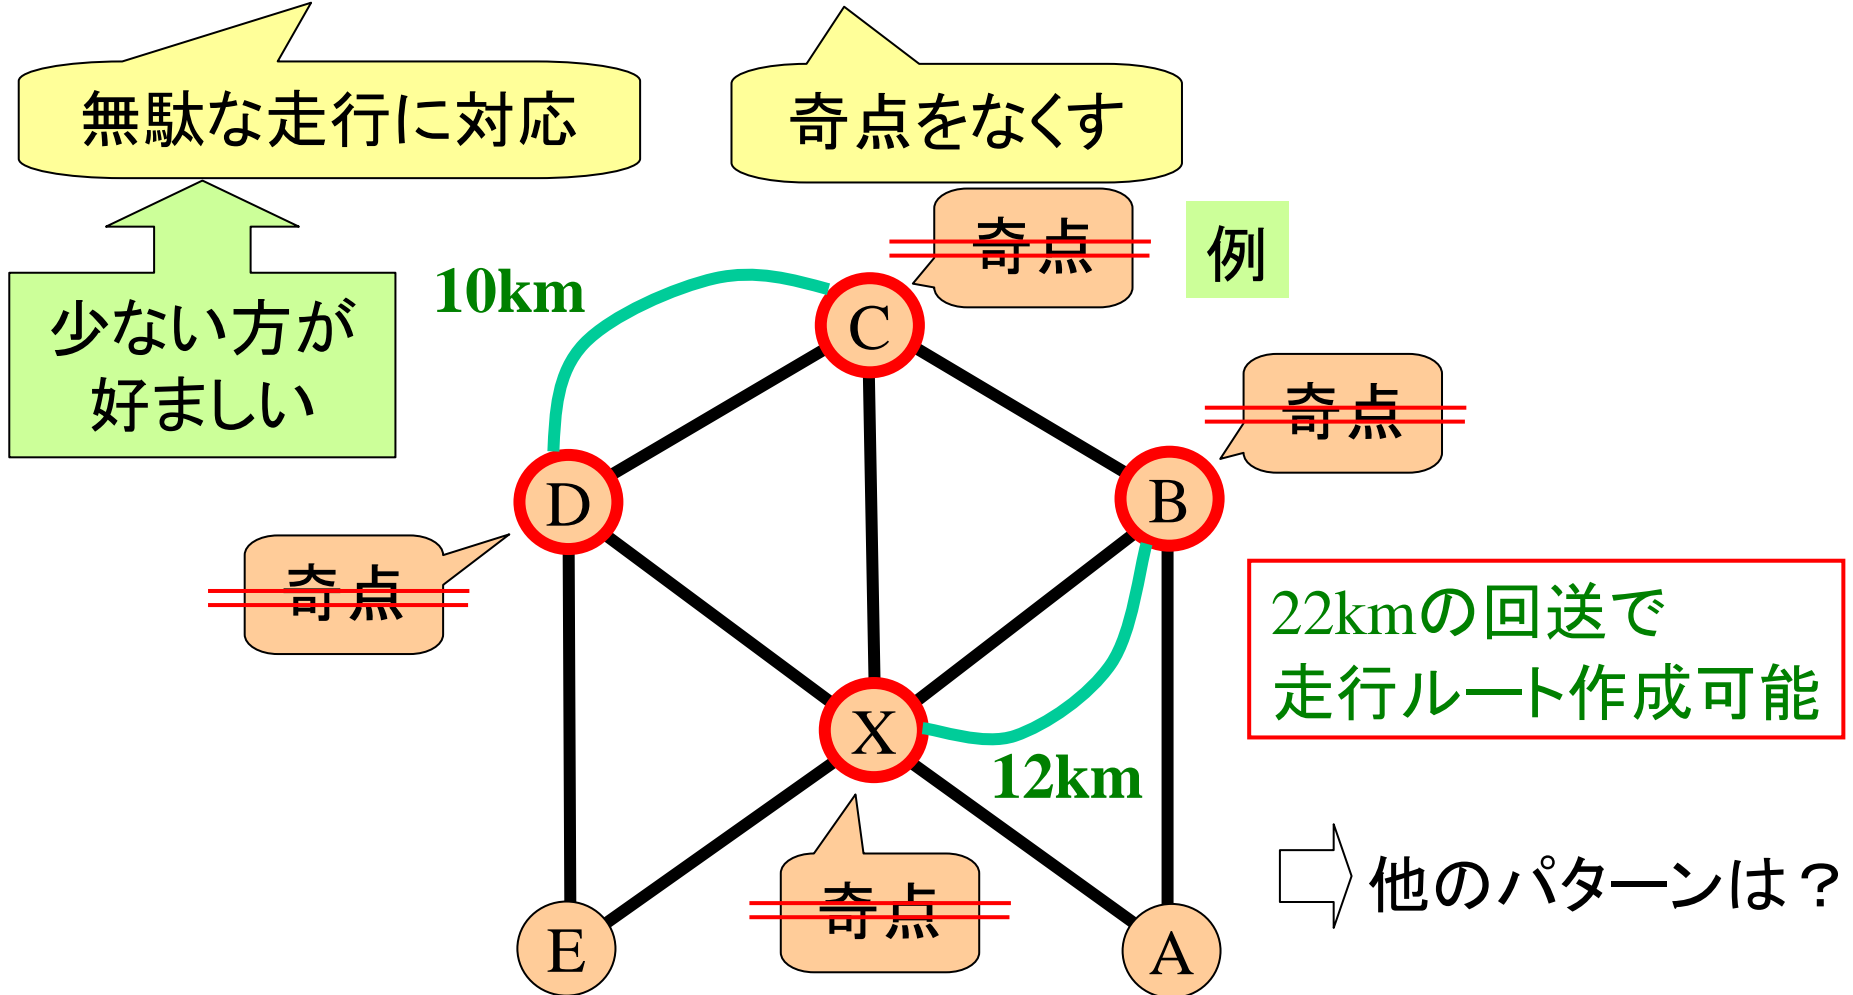 無駄な走行に対応
奇点をなくす
少ない方が
好ましい
10km
奇点
例
C
奇点
D
B
奇点
22kmの回送で
走行ルート作成可能
X
12km
奇点
他のパターンは？
E
A